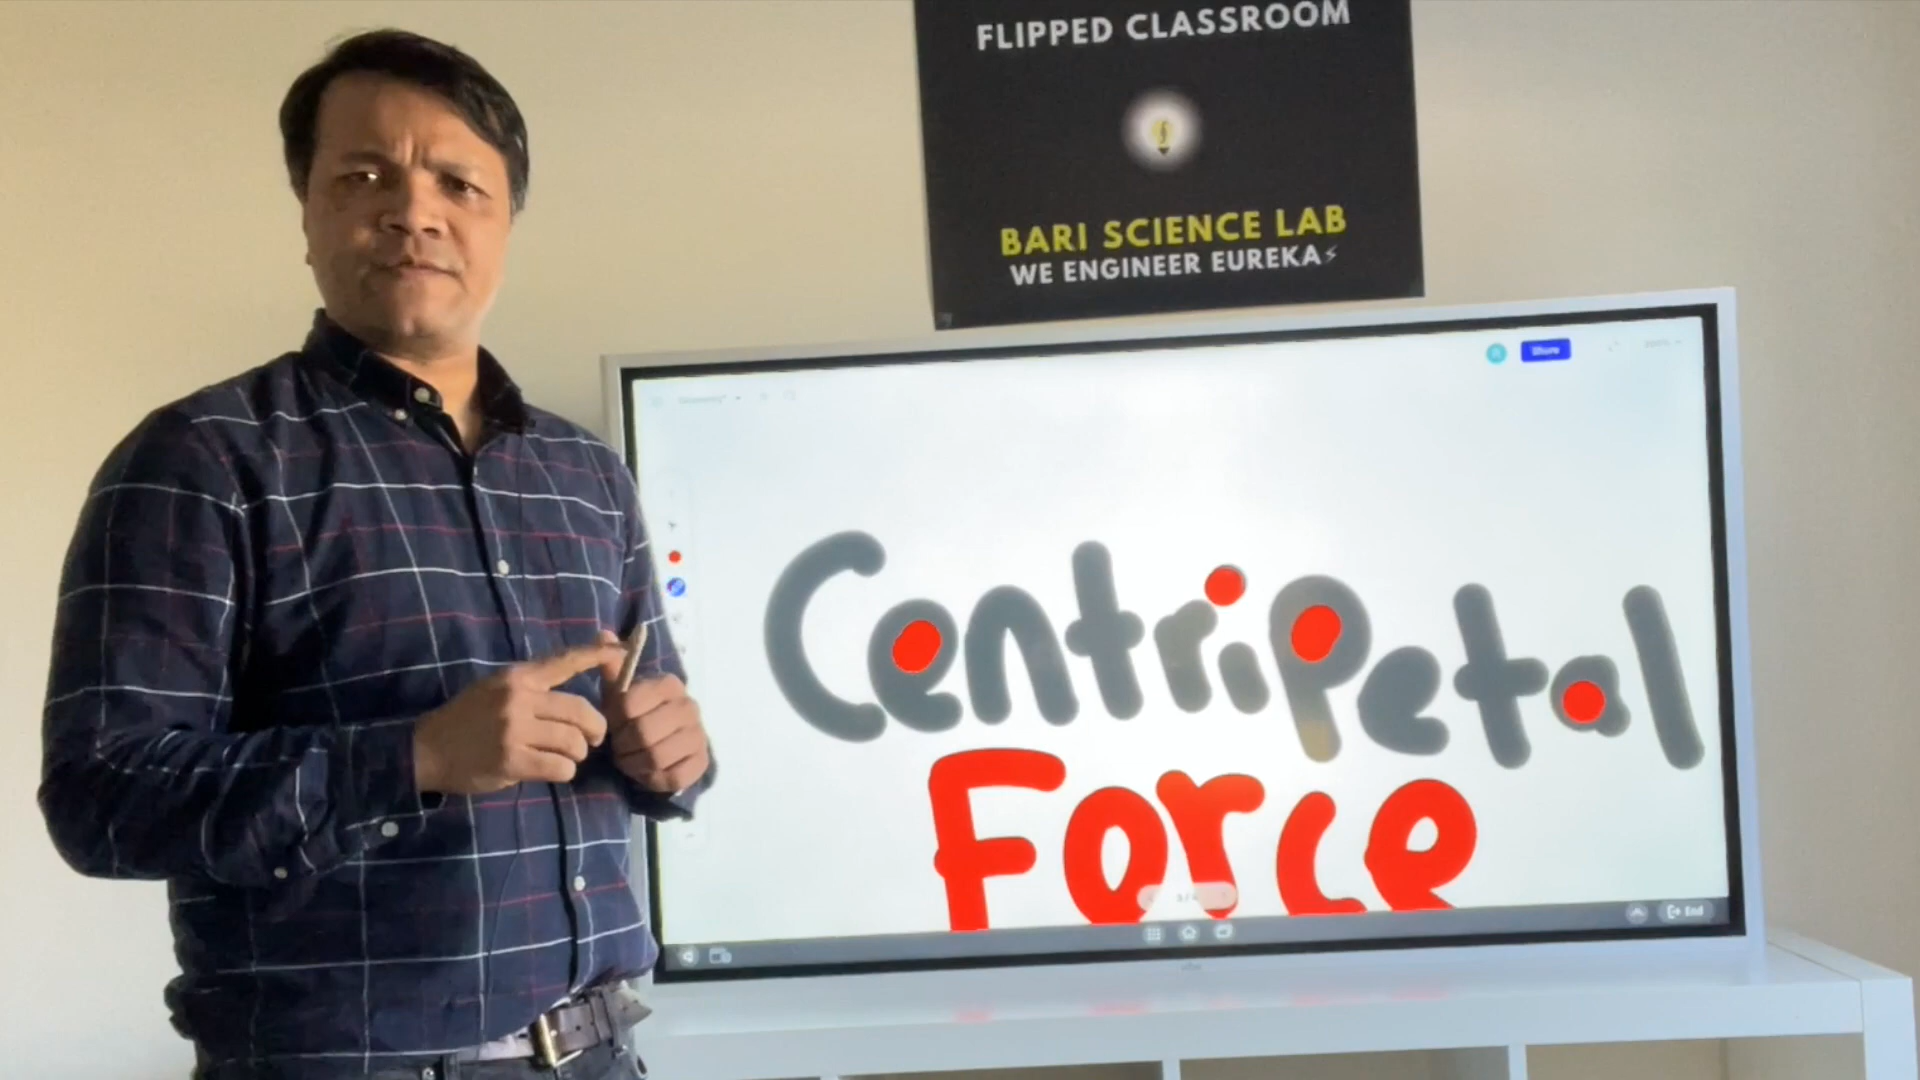 FLIPPED CLASSROOM
BARI SCIENCE LAB
WE ENGINEER EUREKA⚡
Share
Centripetal
Force
End